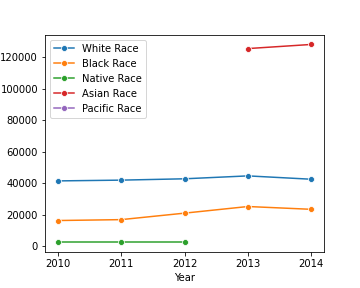 White Race
Black Race
Native Race
Asian Race
Pacific Race
120000
100000
80000
60000
40000
20000
0
2010 2011 2012 2013 2014
Year